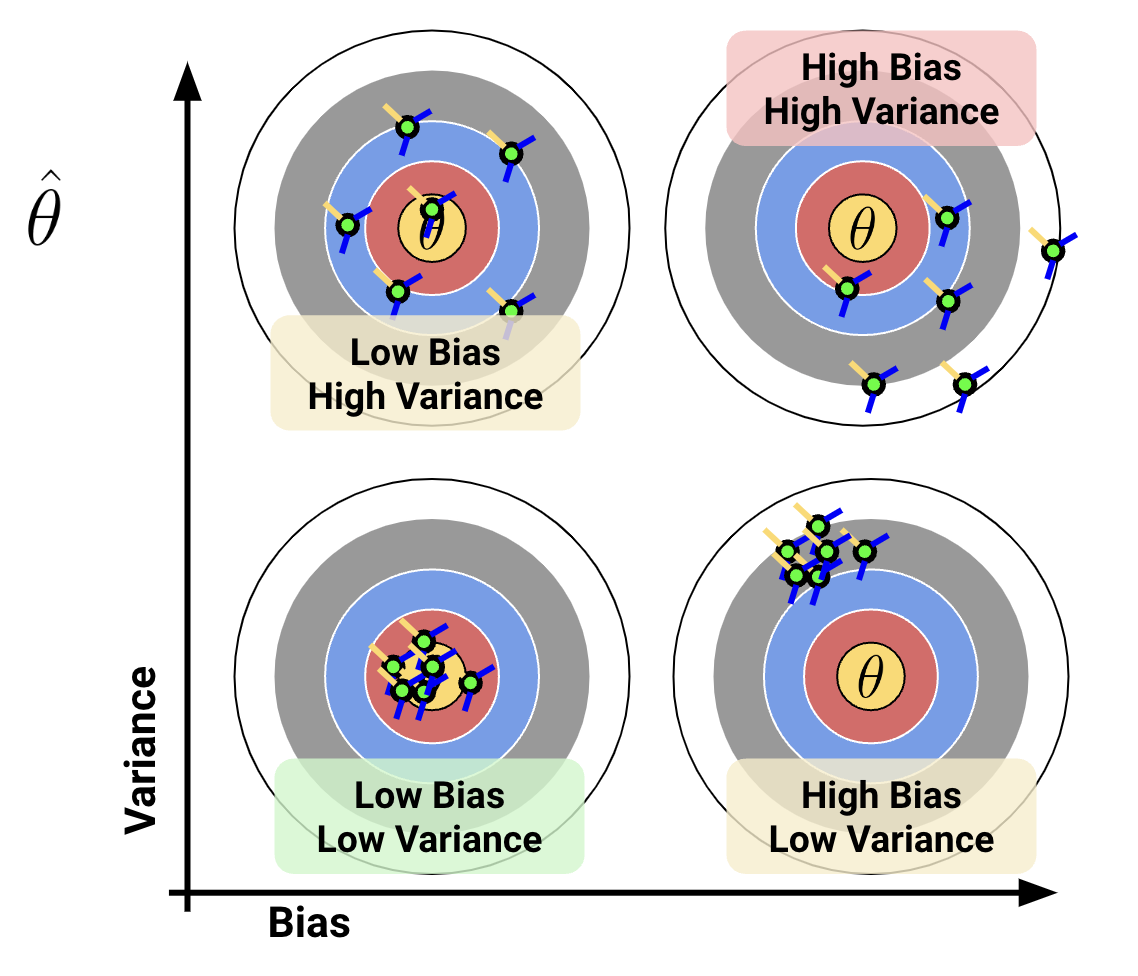 High Bias
High Variance
θ̂
θ
θ
Low Bias
High Variance
θ
Variance
Low Bias
Low Variance
High Bias
Low Variance
Bias